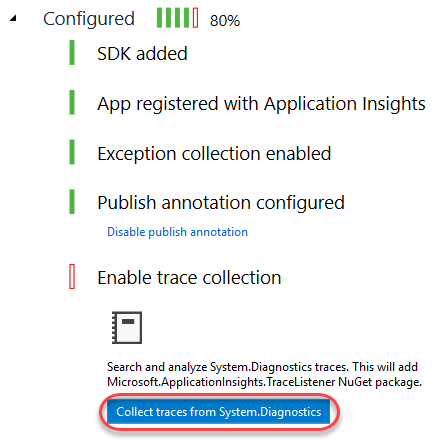 Configured 80%
SDK added
App registered with Application Insights
Exception collection enabled
Publish annotation configured
Disable publish annotation
Enable trace collection
Search and analyze System.Diagnostics traces. This will add
Microsoft.ApplicationInsights.TraceListener NuGet package.
Collect traces from System.Diagnostics